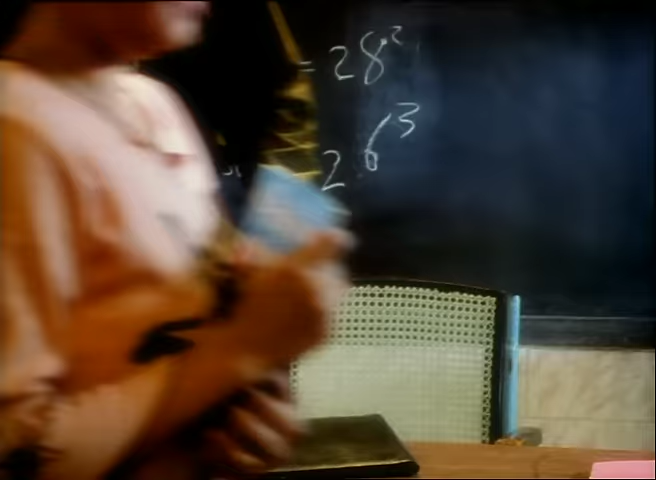 = 28²
2 6³